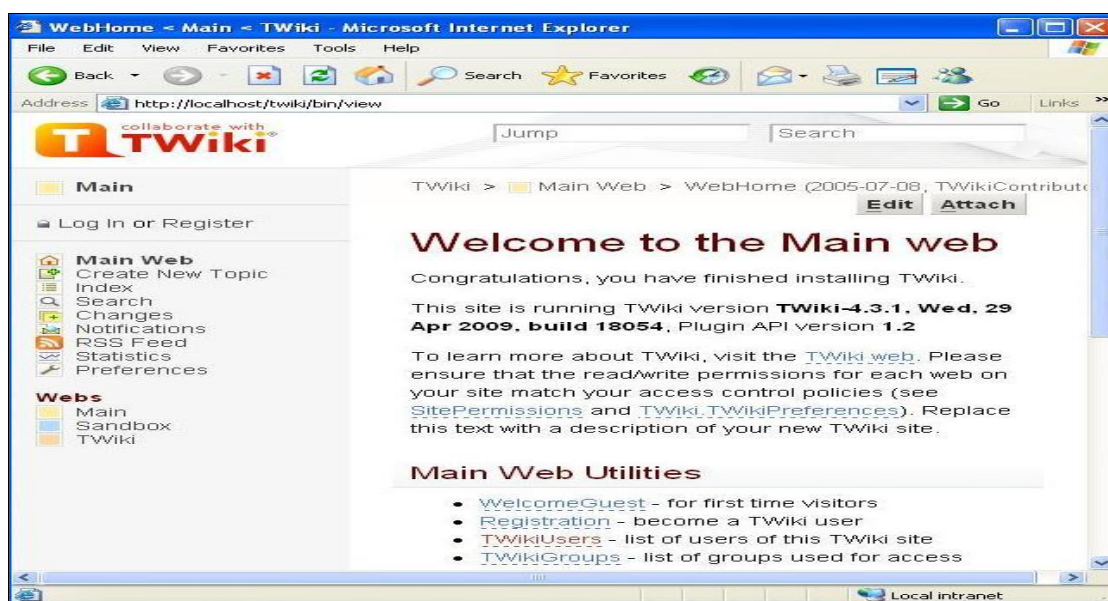 WebHome < Main < TWiki - Microsoft Internet Explorer
File Edit View Favorites Tools Help
Back Search Favorites
Address http://localhost/twiki/bin/view Go Links »
collaborate with
TWiki®
Jump Search
Main
TWiki > Main Web > WebHome (2005-07-08, TWikiContribut
Edit Attach
Log In or Register
Main Web
Create New Topic
Index
Search
Changes
Notifications
RSS Feed
Statistics
Preferences
Webs
Main
Sandbox
TWiki
Welcome to the Main web
Congratulations, you have finished installing TWiki.
This site is running TWiki version TWiki-4.3.1, Wed, 29
Apr 2009, build 18054, Plugin API version 1.2
To learn more about TWiki, visit the TWiki web. Please
ensure that the read/write permissions for each web on
your site match your access control policies (see
SitePermissions and TWiki.TWikiPreferences). Replace
this text with a description of your new TWiki site.
Main Web Utilities
• WelcomeGuest - for first time visitors
• Registration - become a TWiki user
• TWikiUsers - list of users of this TWiki site
• TWikiGroups - list of groups used for access
Local intranet